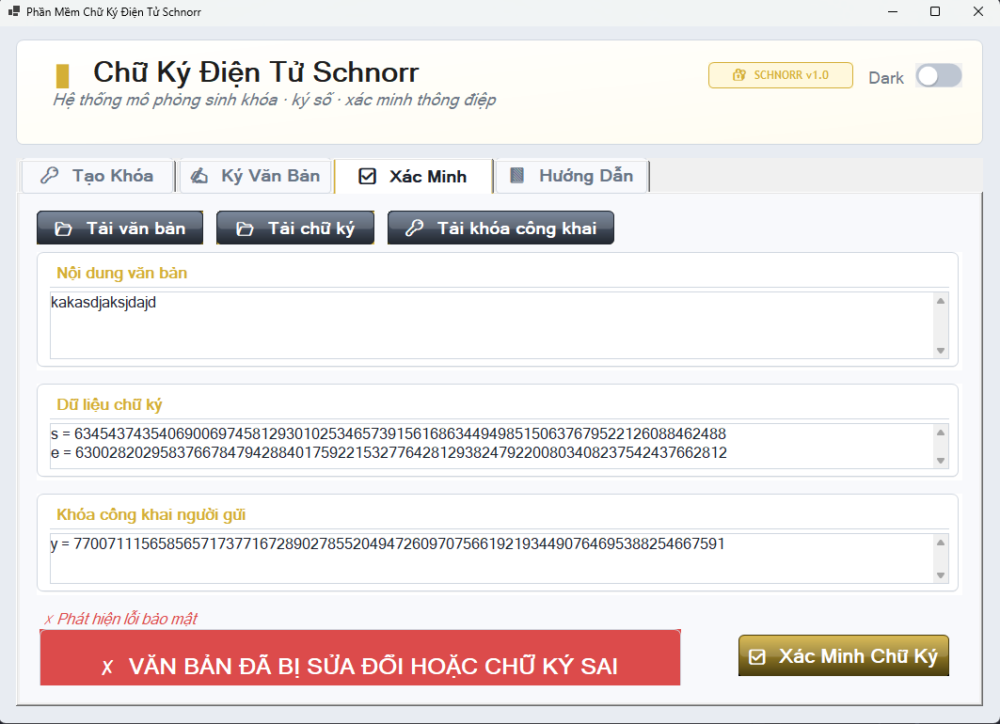 Phần Mềm Chữ Ký Điện Tử Schnorr
Chữ Ký Điện Tử Schnorr
Hệ thống mô phỏng sinh khóa · ký số · xác minh thông điệp
SCHNORR v1.0
Dark
Tạo Khóa
Ký Văn Bản
Xác Minh
Hướng Dẫn
Tải văn bản
Tải chữ ký
Tải khóa công khai
Nội dung văn bản
kakasdjaksjdajd
Dữ liệu chữ ký
s = 63454374354069006974581293010253465739156168634494985150637679522126088462488
e = 63002820295837667847942884017592215327764281293824792200803408237542437662812
Khóa công khai người gửi
y = 77007111565856571737716728902785520494726097075661921934490764695388254667591
✗ Phát hiện lỗi bảo mật
✗ VĂN BẢN ĐÃ BỊ SỬA ĐỔI HOẶC CHỮ KÝ SAI
Xác Minh Chữ Ký